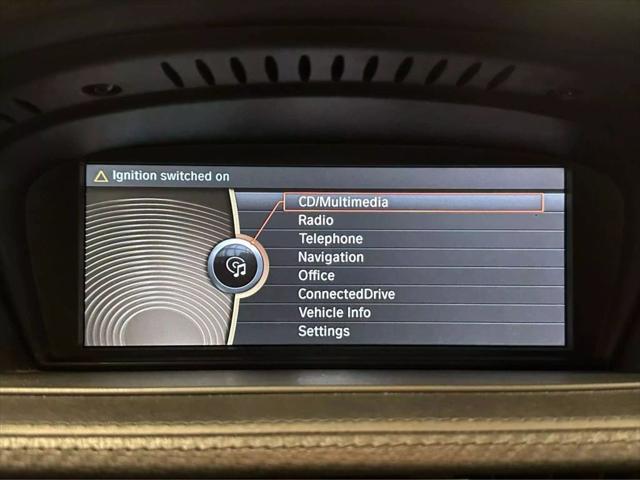 Ignition switched on
CD/Multimedia
Radio
Telephone
Navigation
Office
ConnectedDrive
Vehicle Info
Settings